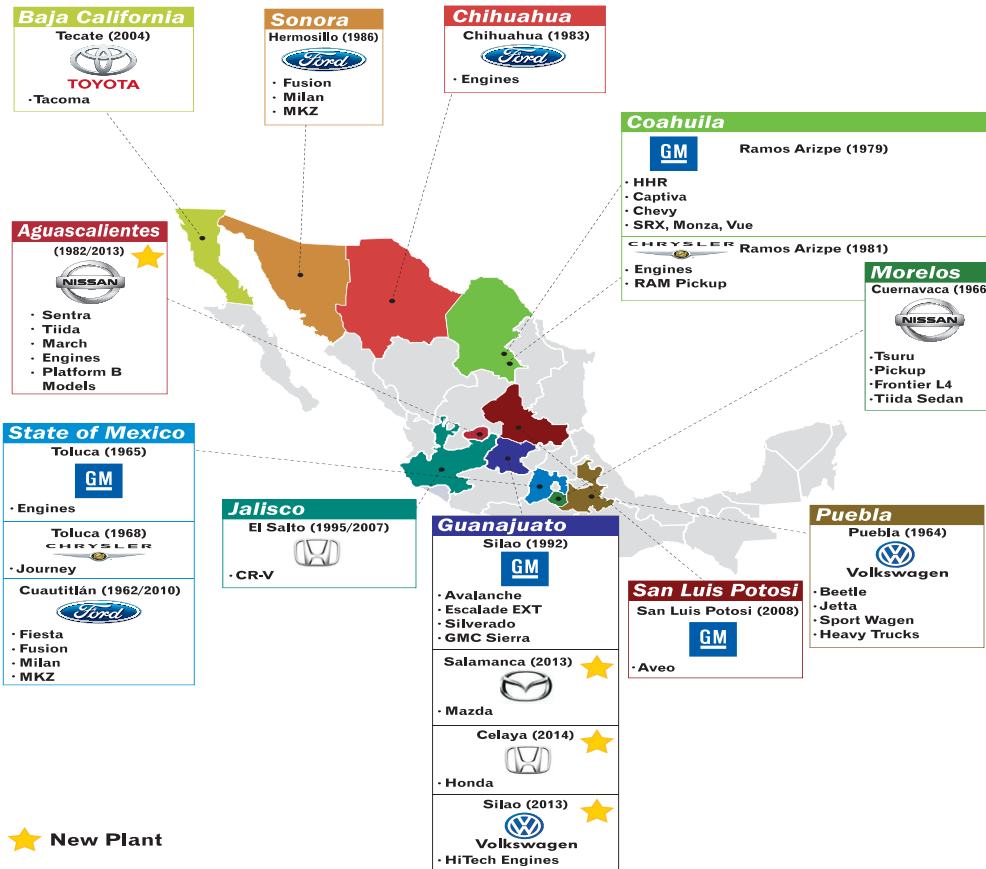 Baja California
Tecate (2004)
TOYOTA
·Tacoma
Sonora
Hermosillo (1986)
Ford
· Fusion
· Milan
· MKZ
Chihuahua
Chihuahua (1983)
Ford
· Engines
Coahuila
GM
Ramos Arizpe (1979)
· HHR
· Captiva
· Chevy
· SRX, Monza, Vue
CHRYSLER
Ramos Arizpe (1981)
· Engines
· RAM Pickup
Aguascalientes
(1982/2013)
NISSAN
· Sentra
· Tiida
· March
· Engines
· Platform B
Models
Morelos
Cuernavaca (1966
NISSAN
·Tsuru
·Pickup
·Frontier L4
·Tiida Sedan
State of Mexico
Toluca (1965)
GM
· Engines
Toluca (1968)
CHRYSLER
· Journey
Cuautitlán (1962/2010)
Ford
· Fiesta
· Fusion
· Milan
· MKZ
Jalisco
El Salto (1995/2007)
·CR-V
Guanajuato
Silao (1992)
GM
· Avalanche
· Escalade EXT
· Silverado
· GMC Sierra
Salamanca (2013)
· Mazda
Celaya (2014)
· Honda
Silao (2013)
Volkswagen
· HiTech Engines
San Luis Potosi
San Luis Potosi (2008)
GM
· Aveo
Puebla
Puebla (1964)
Volkswagen
· Beetle
· Jetta
· Sport Wagen
· Heavy Trucks
New Plant